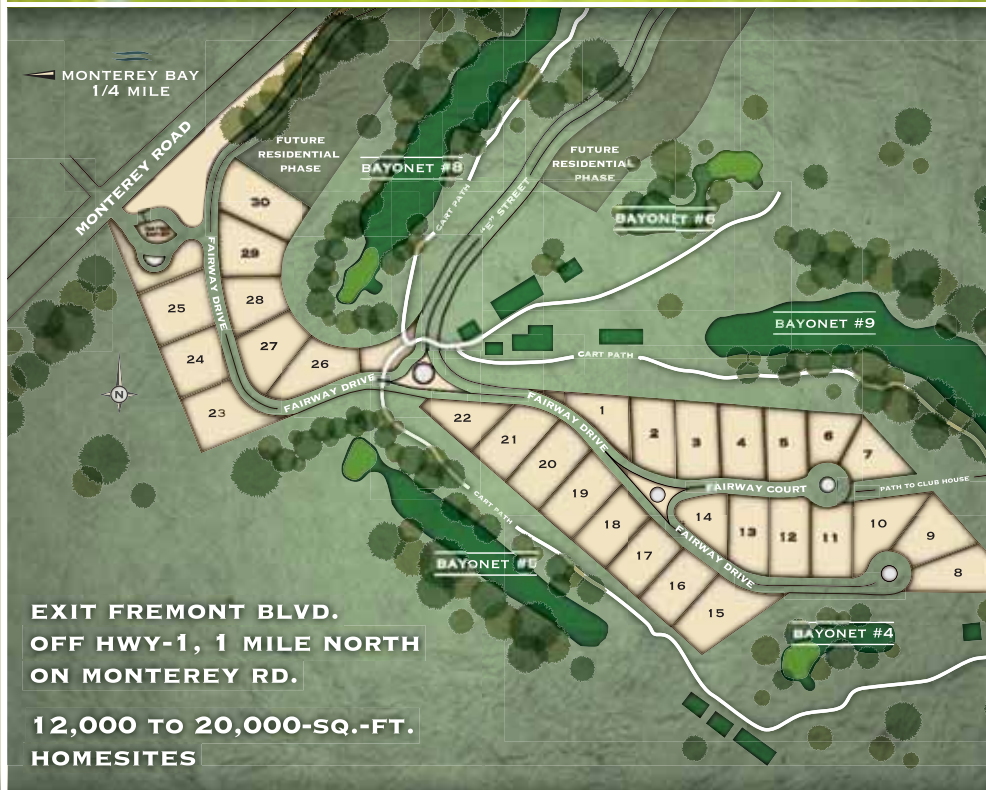 MONTEREY BAY
1/4 MILE
MONTEREY ROAD
FUTURE
RESIDENTIAL
PHASE
BAYONET #8
CART PATH
"E" STREET
FUTURE
RESIDENTIAL
PHASE
BAYONET #6
30
29
28
27
26
25
24
23
FAIRWAY DRIVE
FAIRWAY DRIVE
N
BAYONET #9
CART PATH
FAIRWAY DRIVE
1
2
3
4
5
6
7
22
21
20
19
18
17
16
15
FAIRWAY COURT
PATH TO CLUB HOUSE
14
13
12
11
10
9
8
FAIRWAY DRIVE
CART PATH
BAYONET #5
BAYONET #4
EXIT FREMONT BLVD.
OFF HWY-1, 1 MILE NORTH
ON MONTEREY RD.
12,000 TO 20,000-SQ.-FT.
HOMESITES